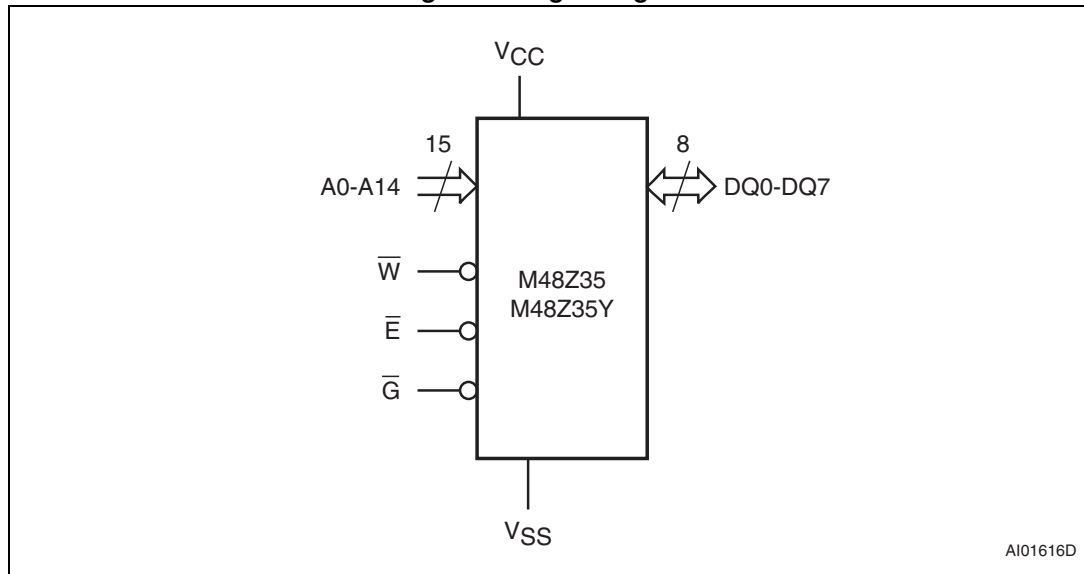 VCC
15
8
A0-A14
DQ0-DQ7
W
M48Z35
M48Z35Y
E
G
VSS
AI01616D